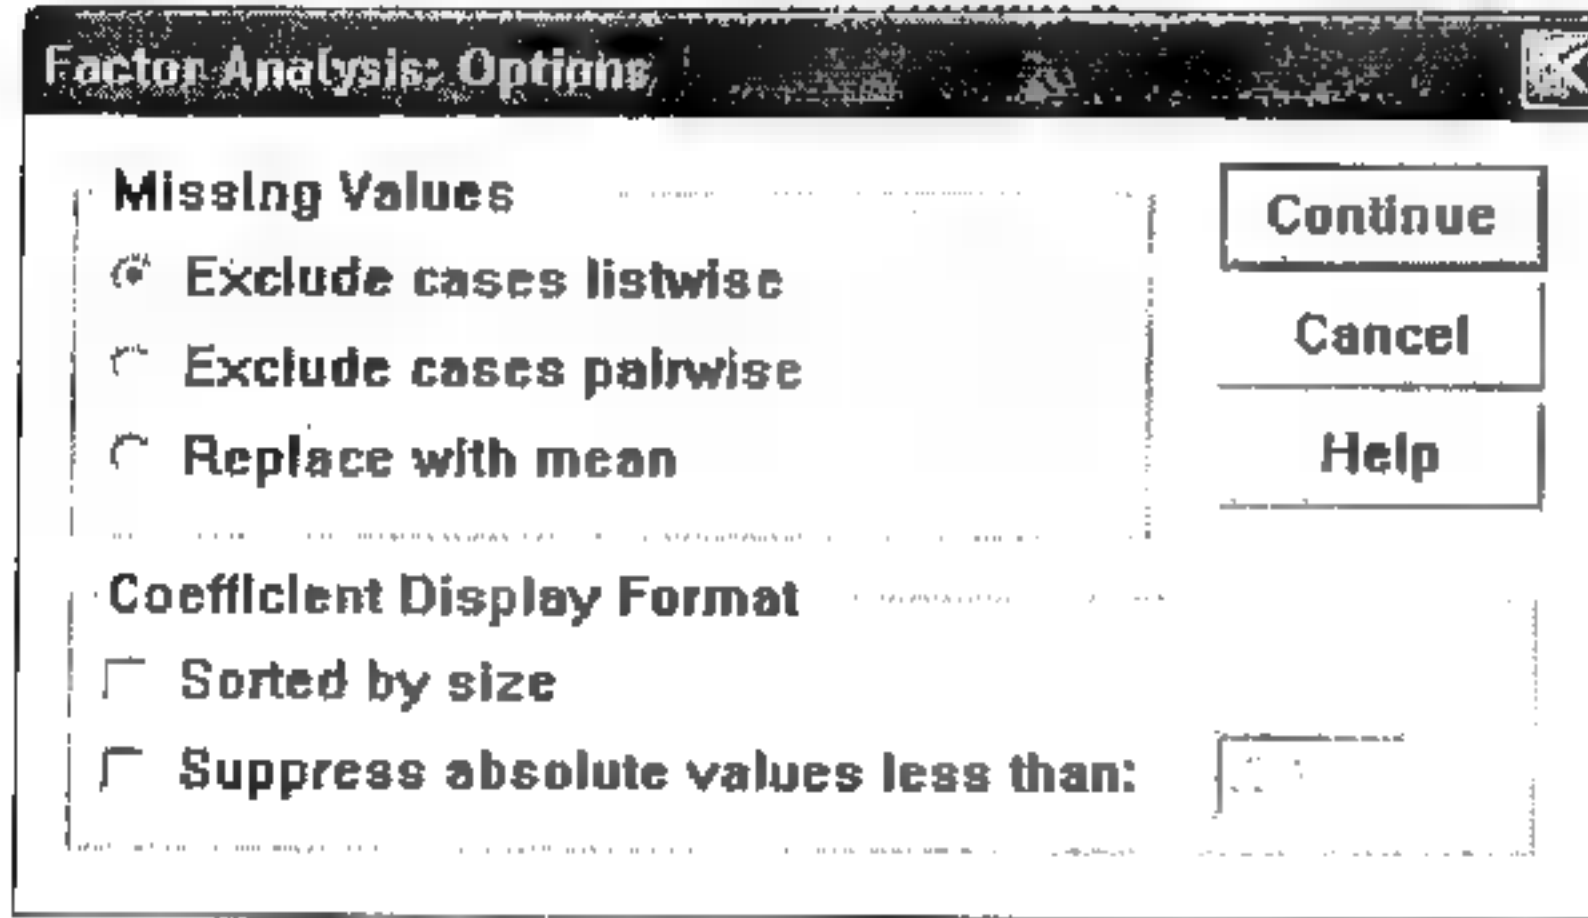 Factor Analysis: Options
Missing Values
Exclude cases listwise
Exclude cases pairwise
Replace with mean
Continue
Cancel
Help
Coefficient Display Format
Sorted by size
Suppress absolute values less than: